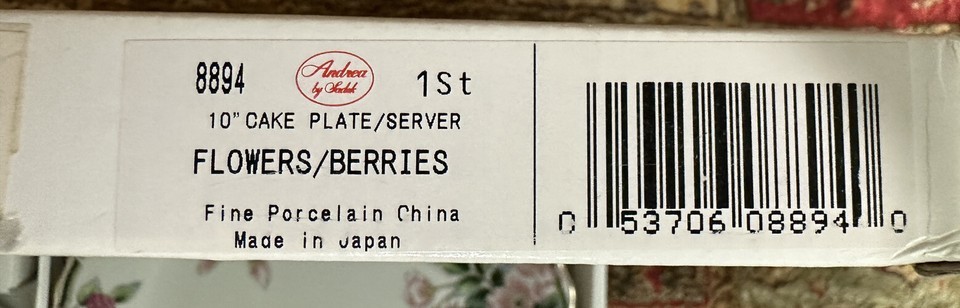 8894 Andrea by Sadek 1St
10" CAKE PLATE/SERVER
FLOWERS/BERRIES
Fine Porcelain China
Made in Japan
0 53706 08894 0